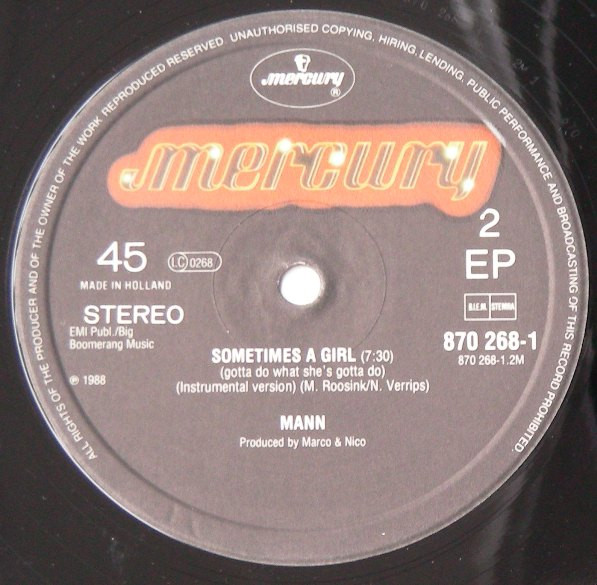 ALL RIGHTS OF THE PRODUCER AND OF THE OWNER OF THE WORK REPRODUCED RESERVED. UNAUTHORISED COPYING, HIRING, LENDING, PUBLIC PERFORMANCE AND BROADCASTING OF THIS RECORD PROHIBITED.
mercury
®
mercury
45
LC 0268
2
EP
MADE IN HOLLAND
STEREO
B.I.E.M. STEMRA
EMI Publ./Big
Boomerang Music
870 268-1
870 268-1.2M
℗ 1988
SOMETIMES A GIRL (7:30)
(gotta do what she's gotta do)
(Instrumental version) (M. Roosink/N. Verrips)
MANN
Produced by Marco & Nico